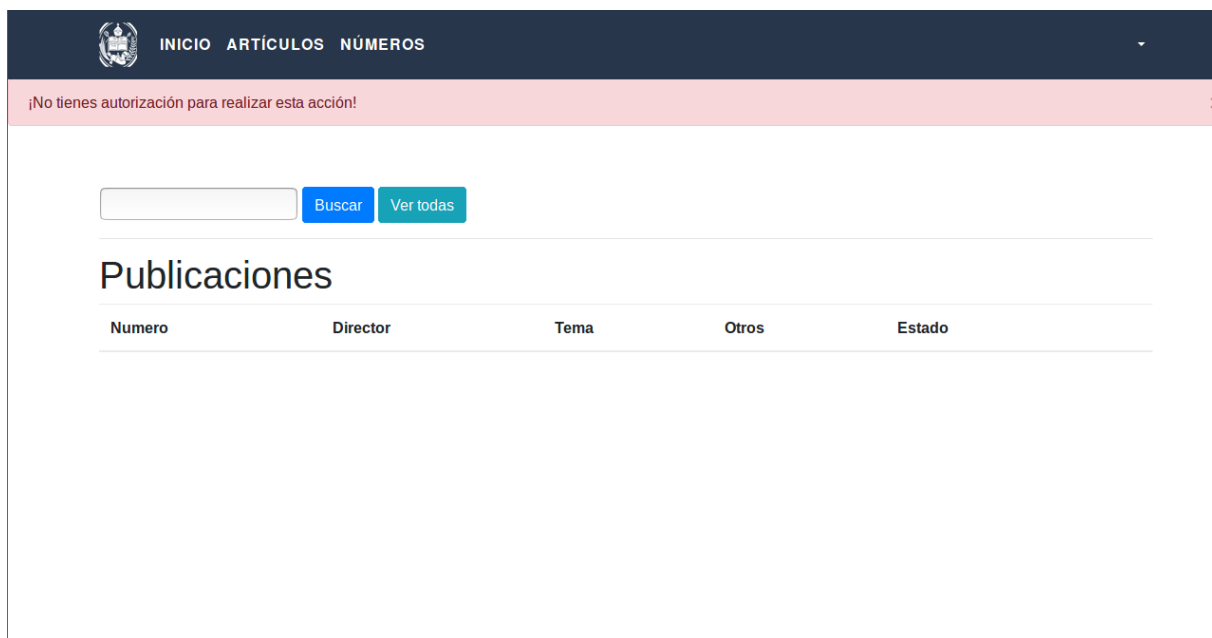 INICIO ARTÍCULOS NÚMEROS
¡No tienes autorización para realizar esta acción!
Buscar Ver todas
Publicaciones
Numero Director Tema Otros Estado